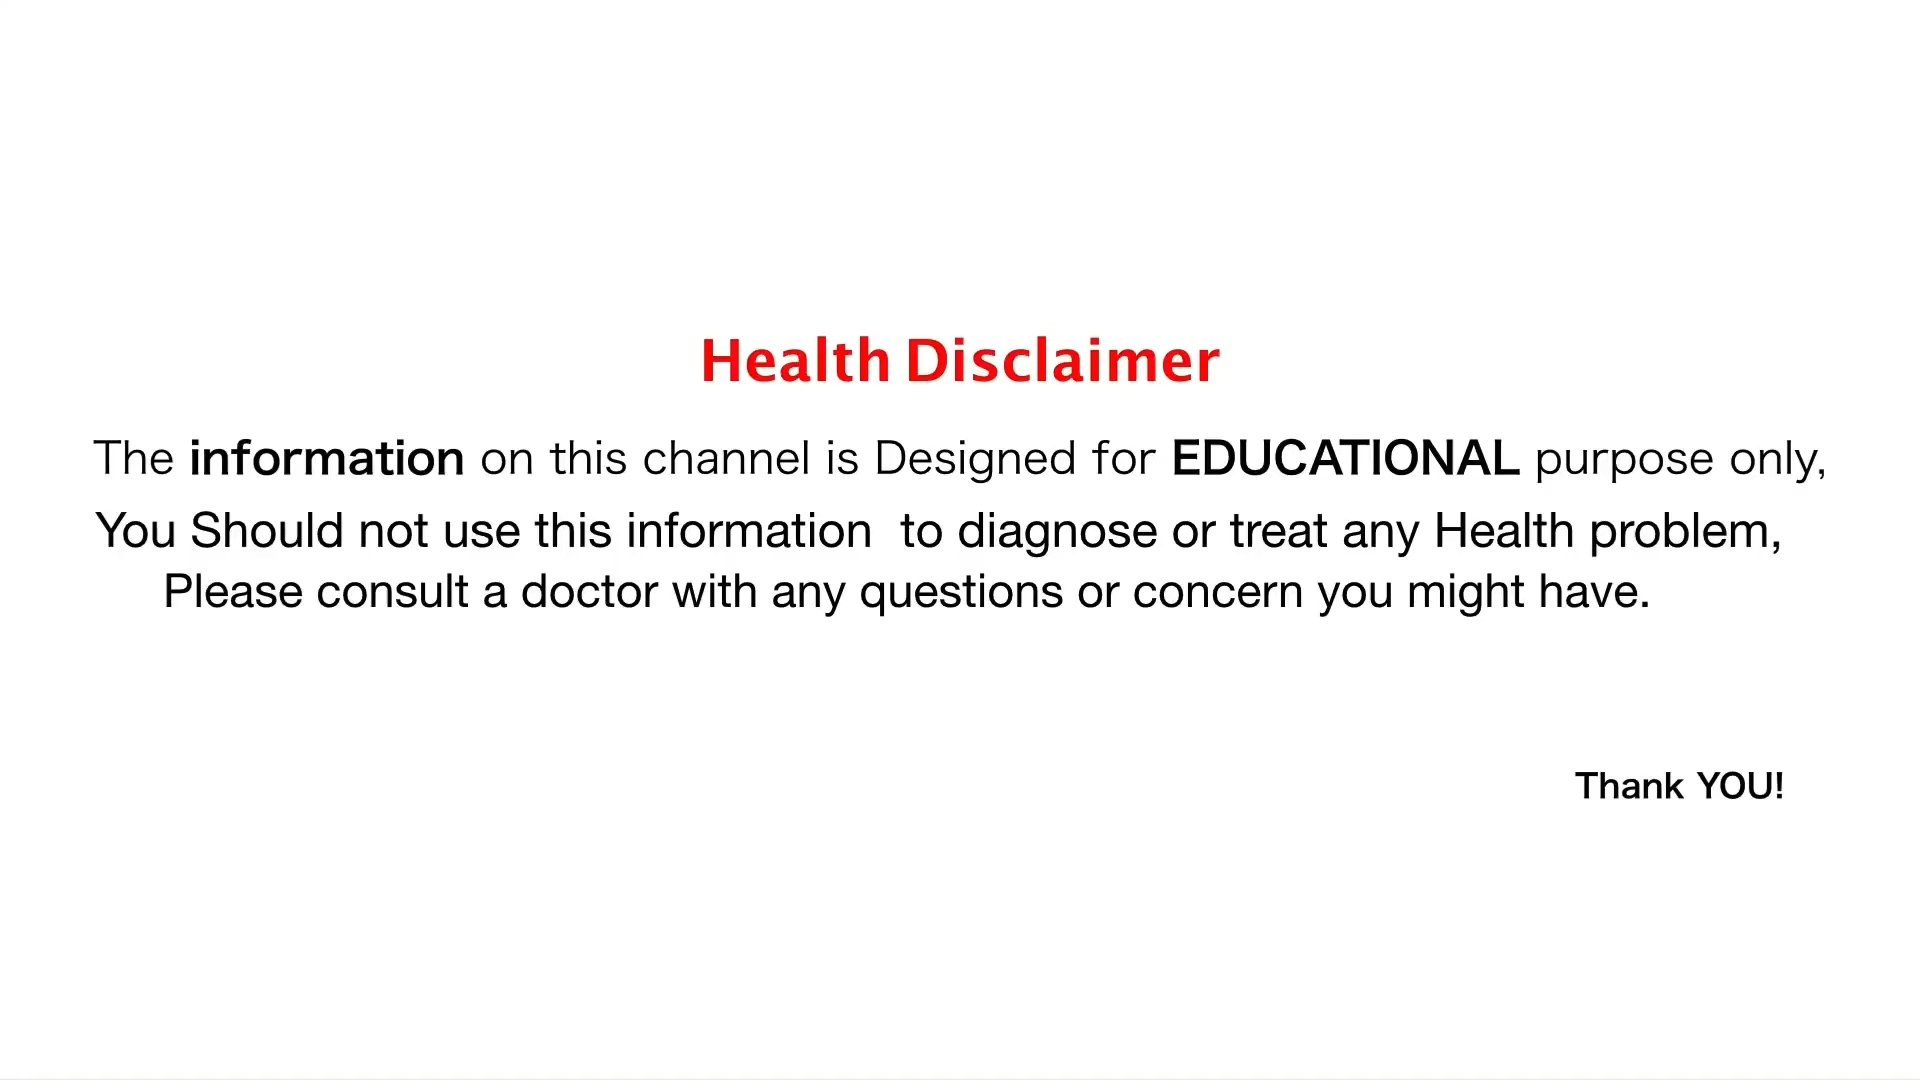 Health Disclaimer
The information on this channel is Designed for EDUCATIONAL purpose only,
You Should not use this information  to diagnose or treat any Health problem,
Please consult a doctor with any questions or concern you might have.
Thank YOU!